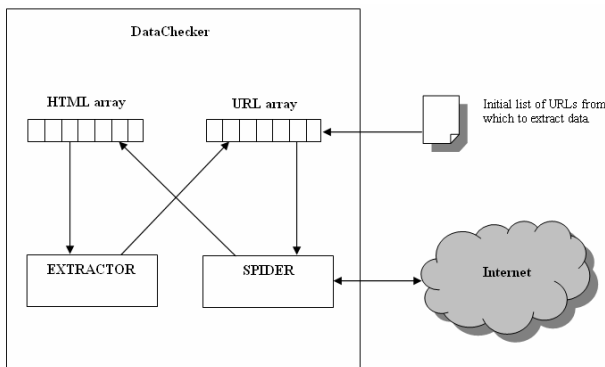 DataChecker
HTML array
URL array
Initial list of URLs from
which to extract data.
EXTRACTOR
SPIDER
Internet